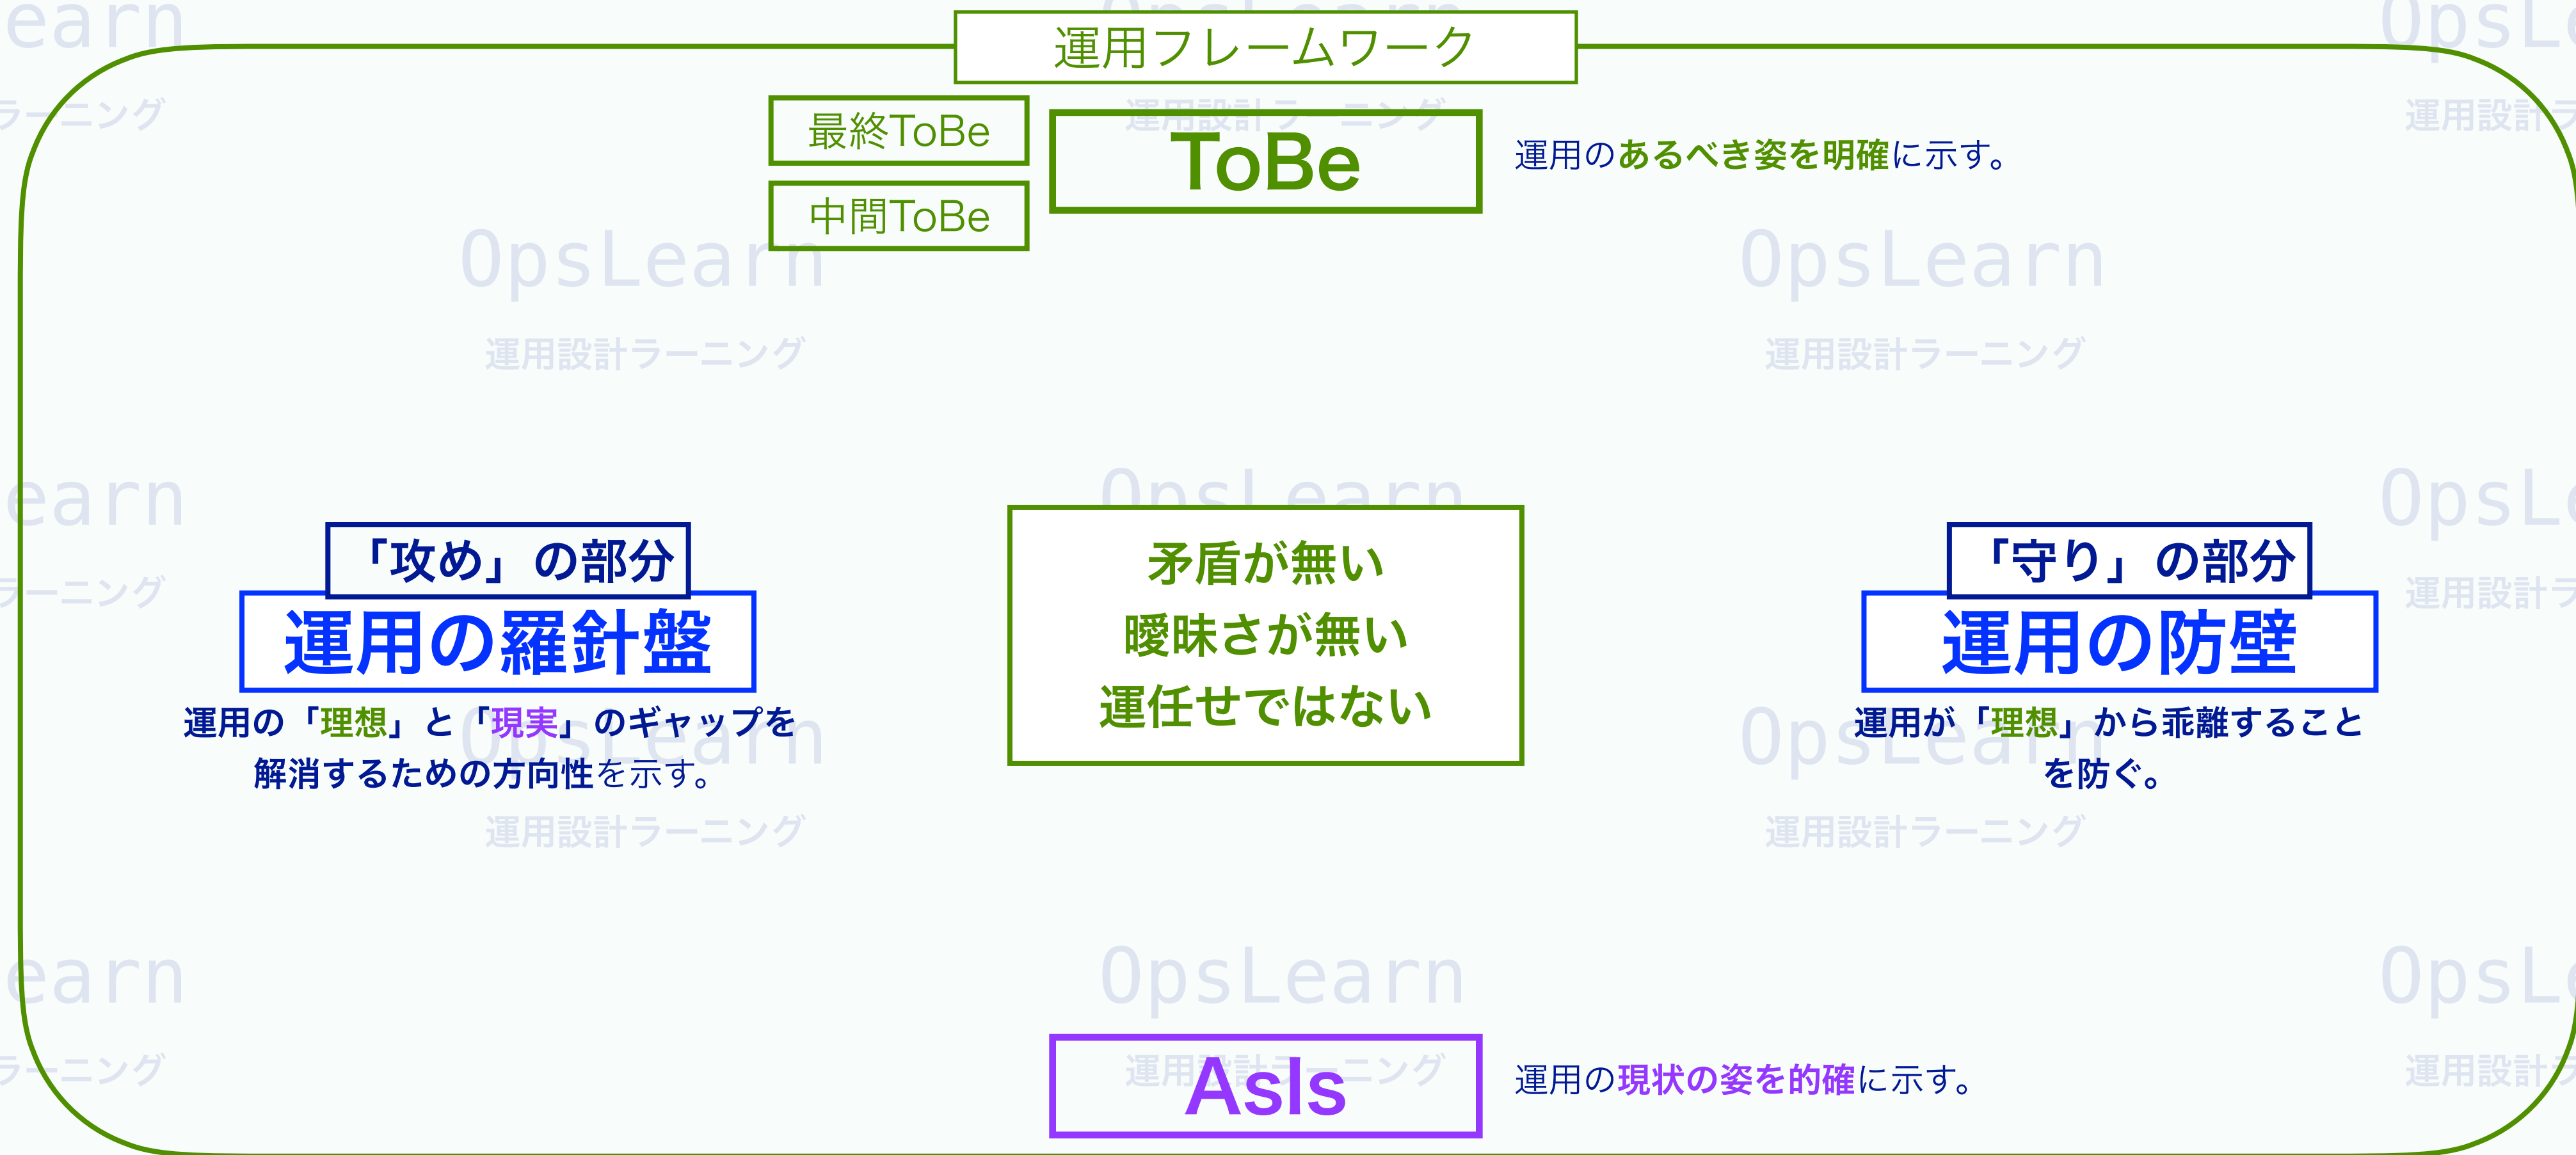 運用フレームワーク
最終ToBe
ToBe
運用のあるべき姿を明確に示す。
中間ToBe
「攻め」の部分
運用の羅針盤
運用の「理想」と「現実」のギャップを
解消するための方向性を示す。
矛盾が無い
曖昧さが無い
運任せではない
「守り」の部分
運用の防壁
運用が「理想」から乖離すること
を防ぐ。
AsIs
運用の現状の姿を的確に示す。
OpsLearn
運用設計ラーニング